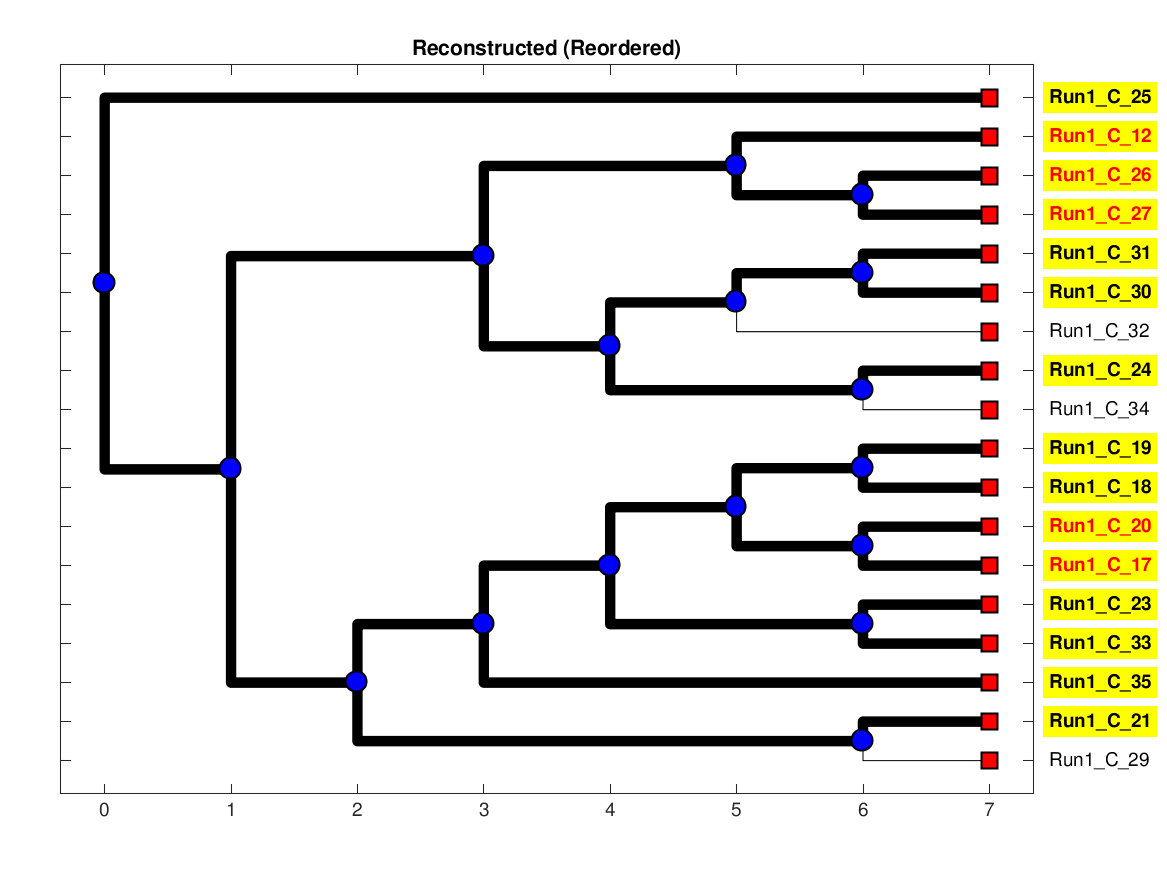 Reconstructed (Reordered)
Run1_C_25
Run1_C_12
Run1_C_26
Run1_C_27
Run1_C_31
Run1_C_30
Run1_C_32
Run1_C_24
Run1_C_34
Run1_C_19
Run1_C_18
Run1_C_20
Run1_C_17
Run1_C_23
Run1_C_33
Run1_C_35
Run1_C_21
Run1_C_29
0 1 2 3 4 5 6 7